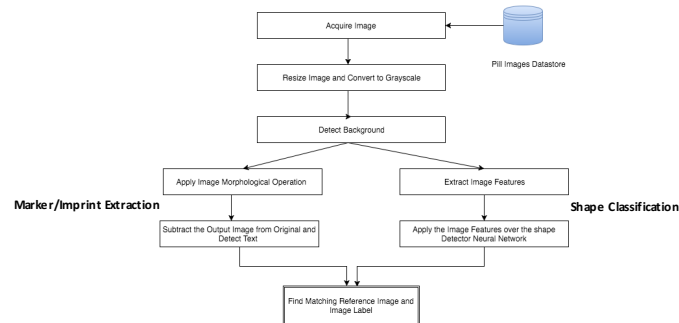 Acquire Image
Pill Images Datastore
Resize Image and Convert to Grayscale
Detect Background
Apply Image Morphological Operation
Extract Image Features
Marker/Imprint Extraction
Shape Classification
Subtract the Output Image from Original and
Detect Text
Apply the Image Features over the shape
Detector Neural Network
Find Matching Reference Image and
Image Label